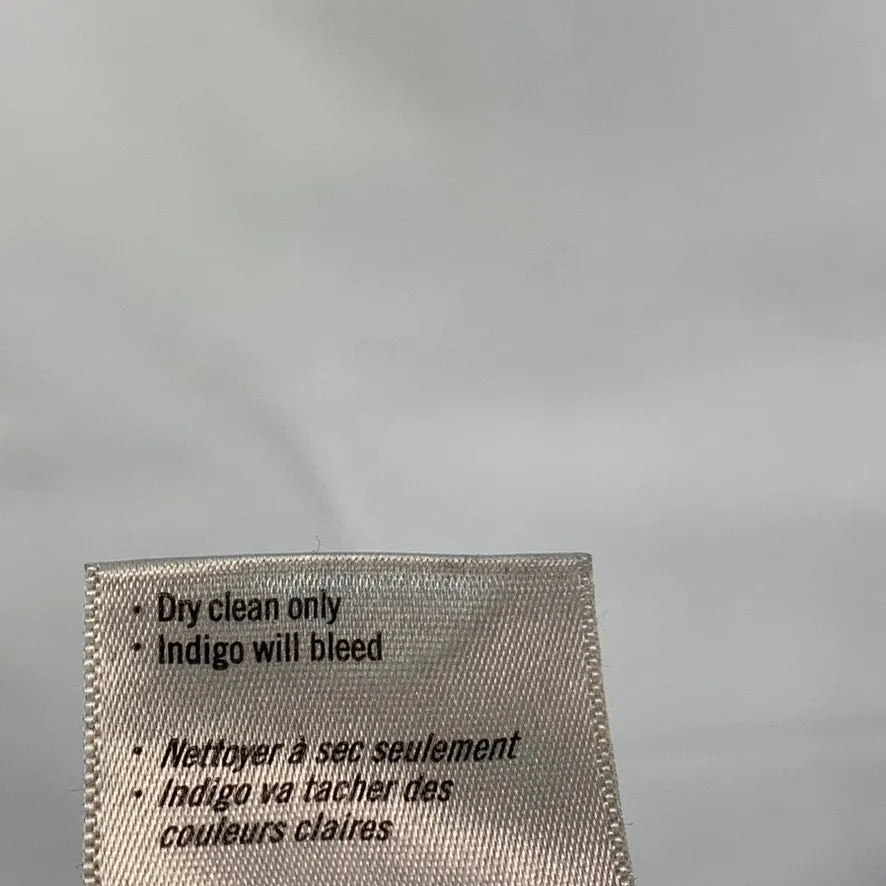 • Dry clean only
• Indigo will bleed
• Nettoyer à sec seulement
• Indigo va tacher des
couleurs claires